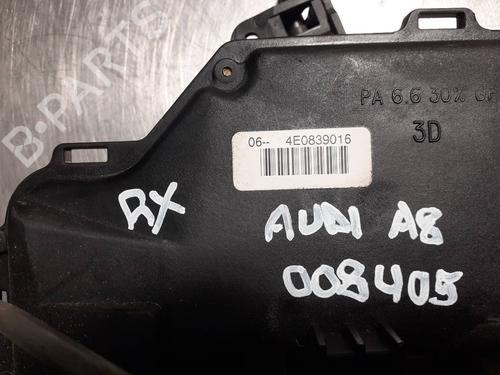 B-PARTS
PA 6.6 30% GF
3D
06-- 4E0839016
RX
AUDI A8
008405